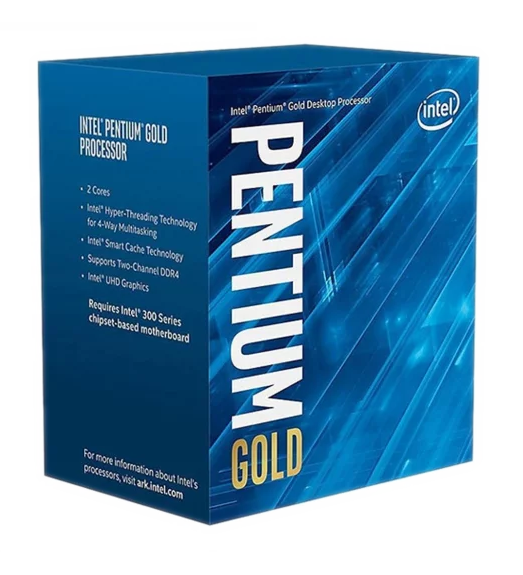 INTEL® PENTIUM® GOLD
PROCESSOR
• 2 Cores
• Intel® Hyper-Threading Technology
for 4-Way Multitasking
• Intel® Smart Cache Technology
• Supports Two-Channel DDR4
• Intel® UHD Graphics
Requires Intel® 300 Series
chipset-based motherboard
For more information about Intel's
processors, visit ark.intel.com
Intel® Pentium® Gold Desktop Processor
intel®
PENTIUM
GOLD